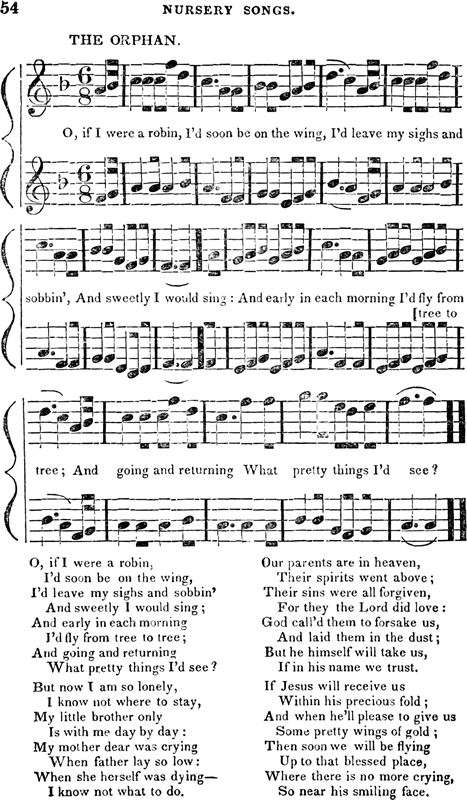 54
NURSERY SONGS.
THE ORPHAN.
6
8
O, if I were a robin, I'd soon be on the wing, I'd leave my sighs and
6
8
sobbin', And sweetly I would sing: And early in each morning I'd fly from
[tree to
tree; And going and returning What pretty things I'd see?
O, if I were a robin,
I'd soon be on the wing,
I'd leave my sighs and sobbin'
And sweetly I would sing;
And early in each morning
I'd fly from tree to tree;
And going and returning
What pretty things I'd see?
But now I am so lonely,
I know not where to stay,
My little brother only
Is with me day by day:
My mother dear was crying
When father lay so low:
When she herself was dying—
I know not what to do.
Our parents are in heaven,
Their spirits went above;
Their sins were all forgiven,
For they the Lord did love:
God call'd them to forsake us,
And laid them in the dust;
But he himself will take us,
If in his name we trust.
If Jesus will receive us
Within his precious fold;
And when he'll please to give us
Some pretty wings of gold;
Then soon we will be flying
Up to that blessed place,
Where there is no more crying,
So near his smiling face.